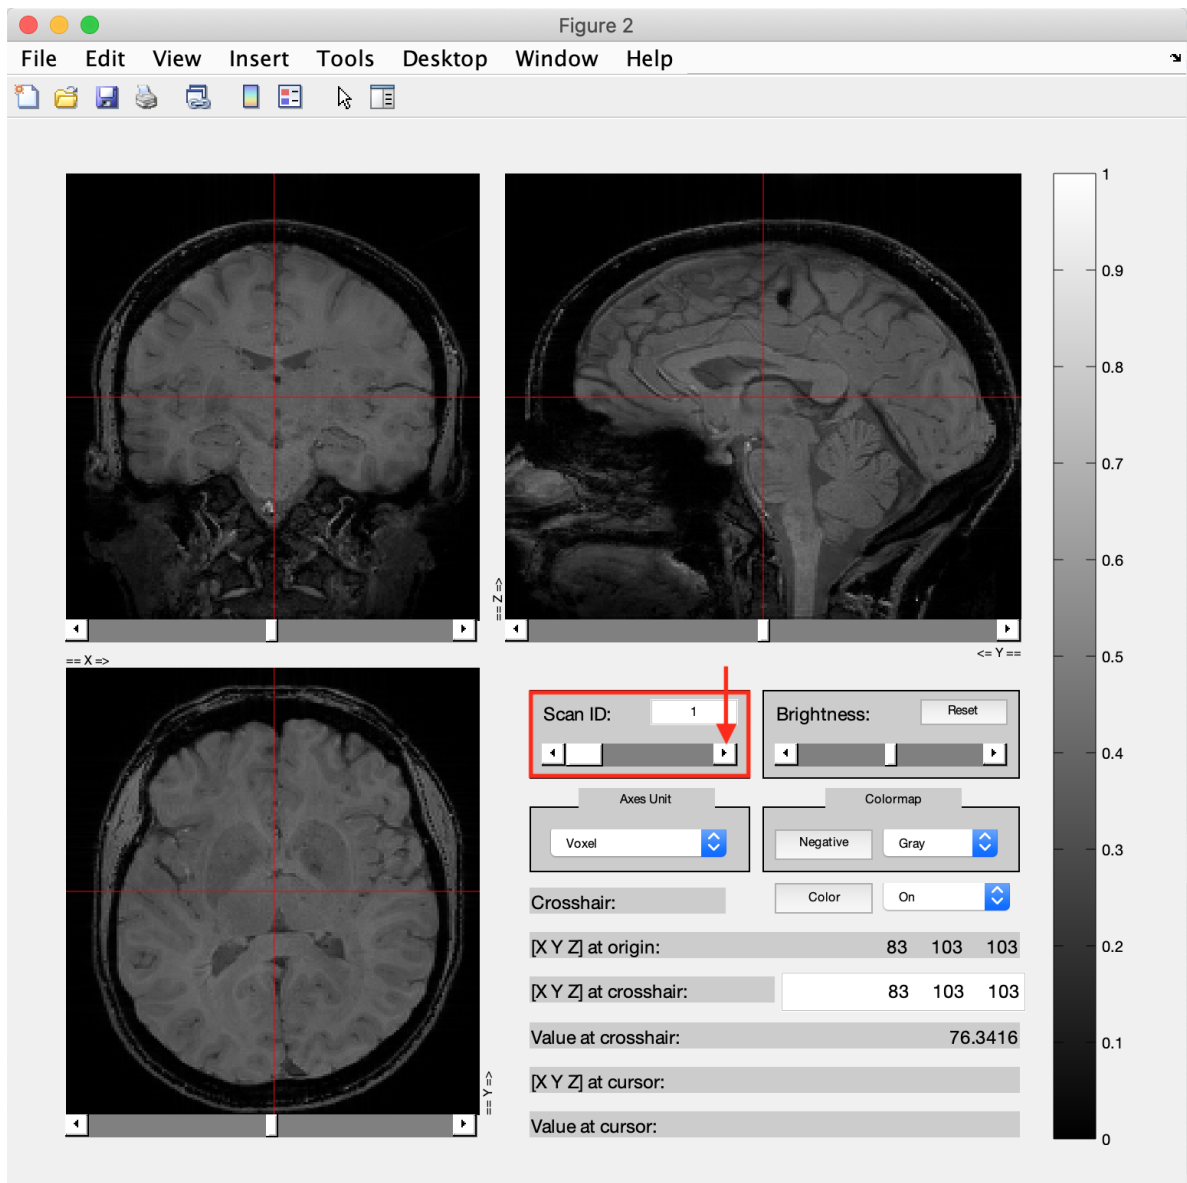 Figure 2
File Edit View Insert Tools Desktop Window Help
1
0.9
0.8
0.7
0.6
0.5
0.4
0.3
0.2
0.1
0
== Z =>
== X =>
<= Y ==
== Y =>
Scan ID: 1
Brightness: Reset
Axes Unit
Voxel
Colormap
Negative Gray
Crosshair: Color On
[X Y Z] at origin: 83 103 103
[X Y Z] at crosshair: 83 103 103
Value at crosshair: 76.3416
[X Y Z] at cursor:
Value at cursor: